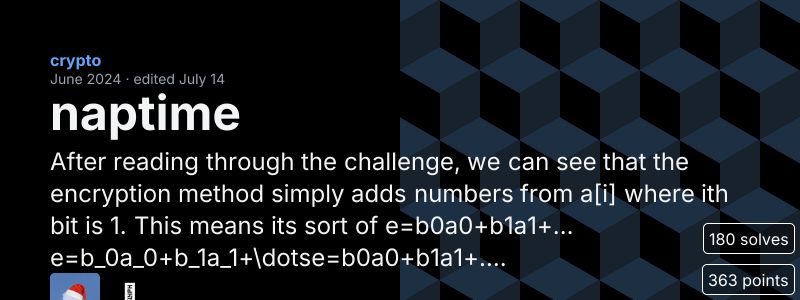 crypto
June 2024 · edited July 14
naptime
After reading through the challenge, we can see that the
encryption method simply adds numbers from a[i] where ith
bit is 1. This means its sort of e=b0a0+b1a1+...
e=b_0a_0+b_1a_1+\dotse=b0a0+b1a1+....
180 solves
363 points